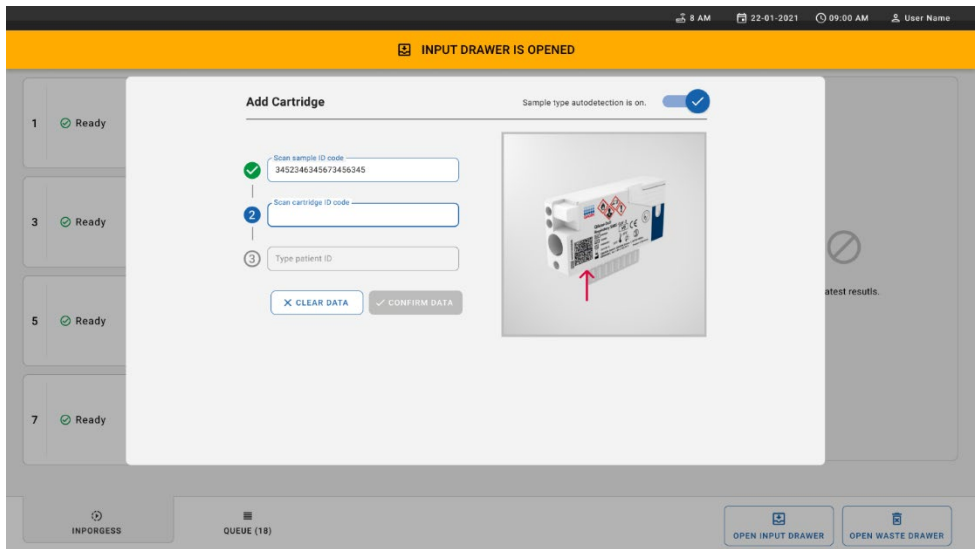 8 AM 22-01-2021 09:00 AM User Name
INPUT DRAWER IS OPENED
Add Cartridge
Sample type autodetection is on.
1 Ready
Scan sample ID code
3452346345673456345
Scan cartridge ID code
2
3 Ready
3 Type patient ID
atest resutls.
CLEAR DATA CONFIRM DATA
5 Ready
7 Ready
INPORGESS
QUEUE (18)
OPEN INPUT DRAWER
OPEN WASTE DRAWER